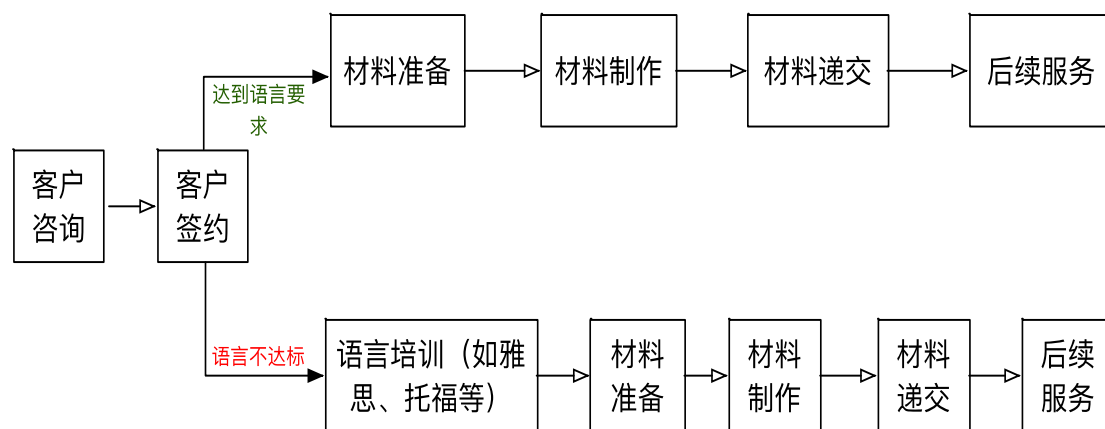 材料准备
材料制作
材料递交
后续服务
达到语言要
求
客户
咨询
客户
签约
语言不达标
语言培训（如雅
思、托福等）
材料
准备
材料
制作
材料
递交
后续
服务